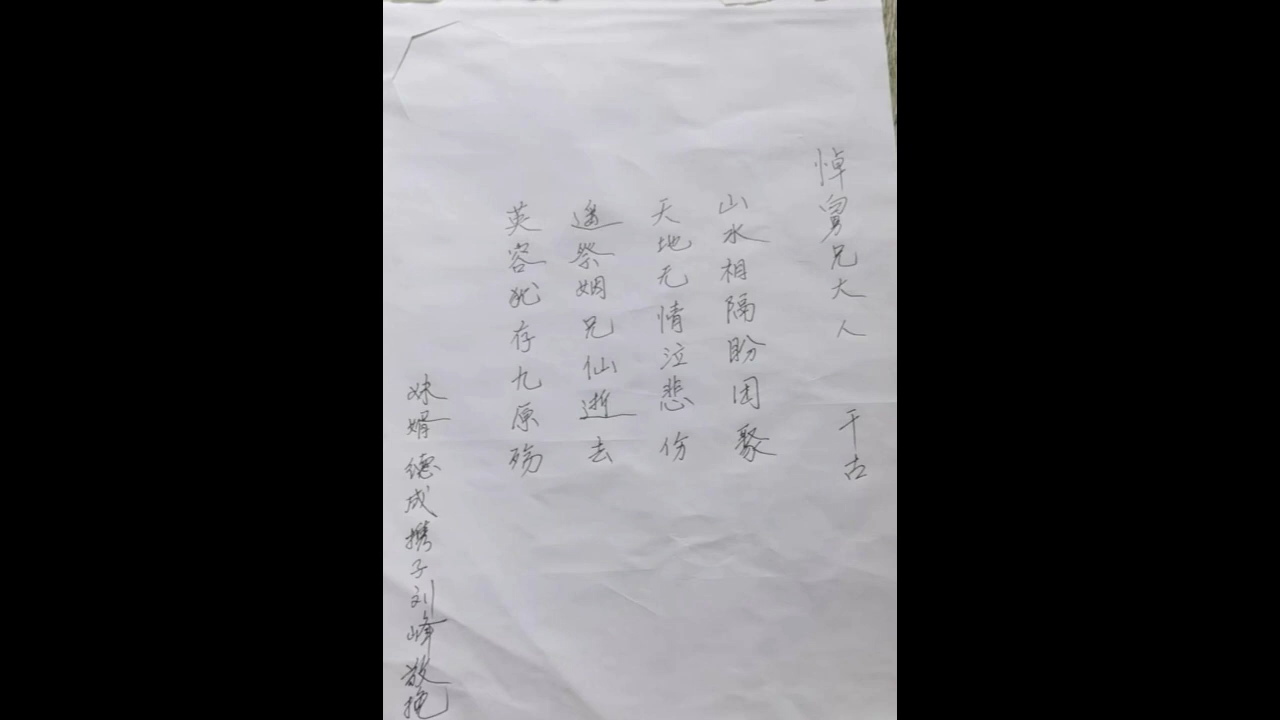 悼舅兄大人 千古
山水相隔盼团聚
天地无情泣悲伤
遥祭姻兄仙逝去
英容犹存九原殇
妹婿德成携子刘峰敬挽